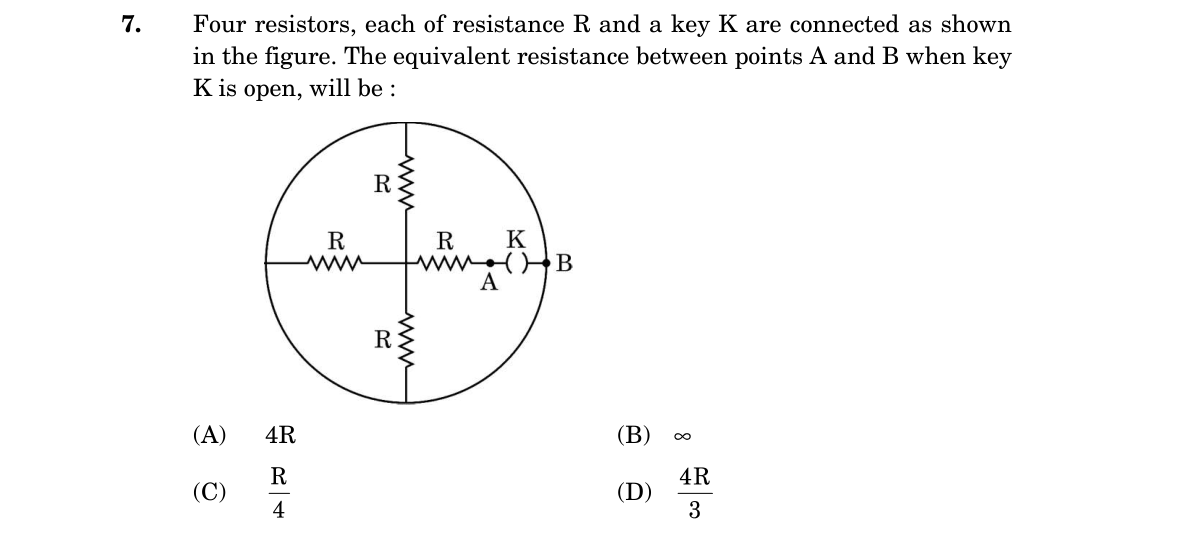 7. Four resistors, each of resistance R and a key K are connected as shown
in the figure. The equivalent resistance between points A and B when key
K is open, will be :
R
R R K
( ) B
A
R
(A) 4R (B) ∞
(C) R/4 (D) 4R/3